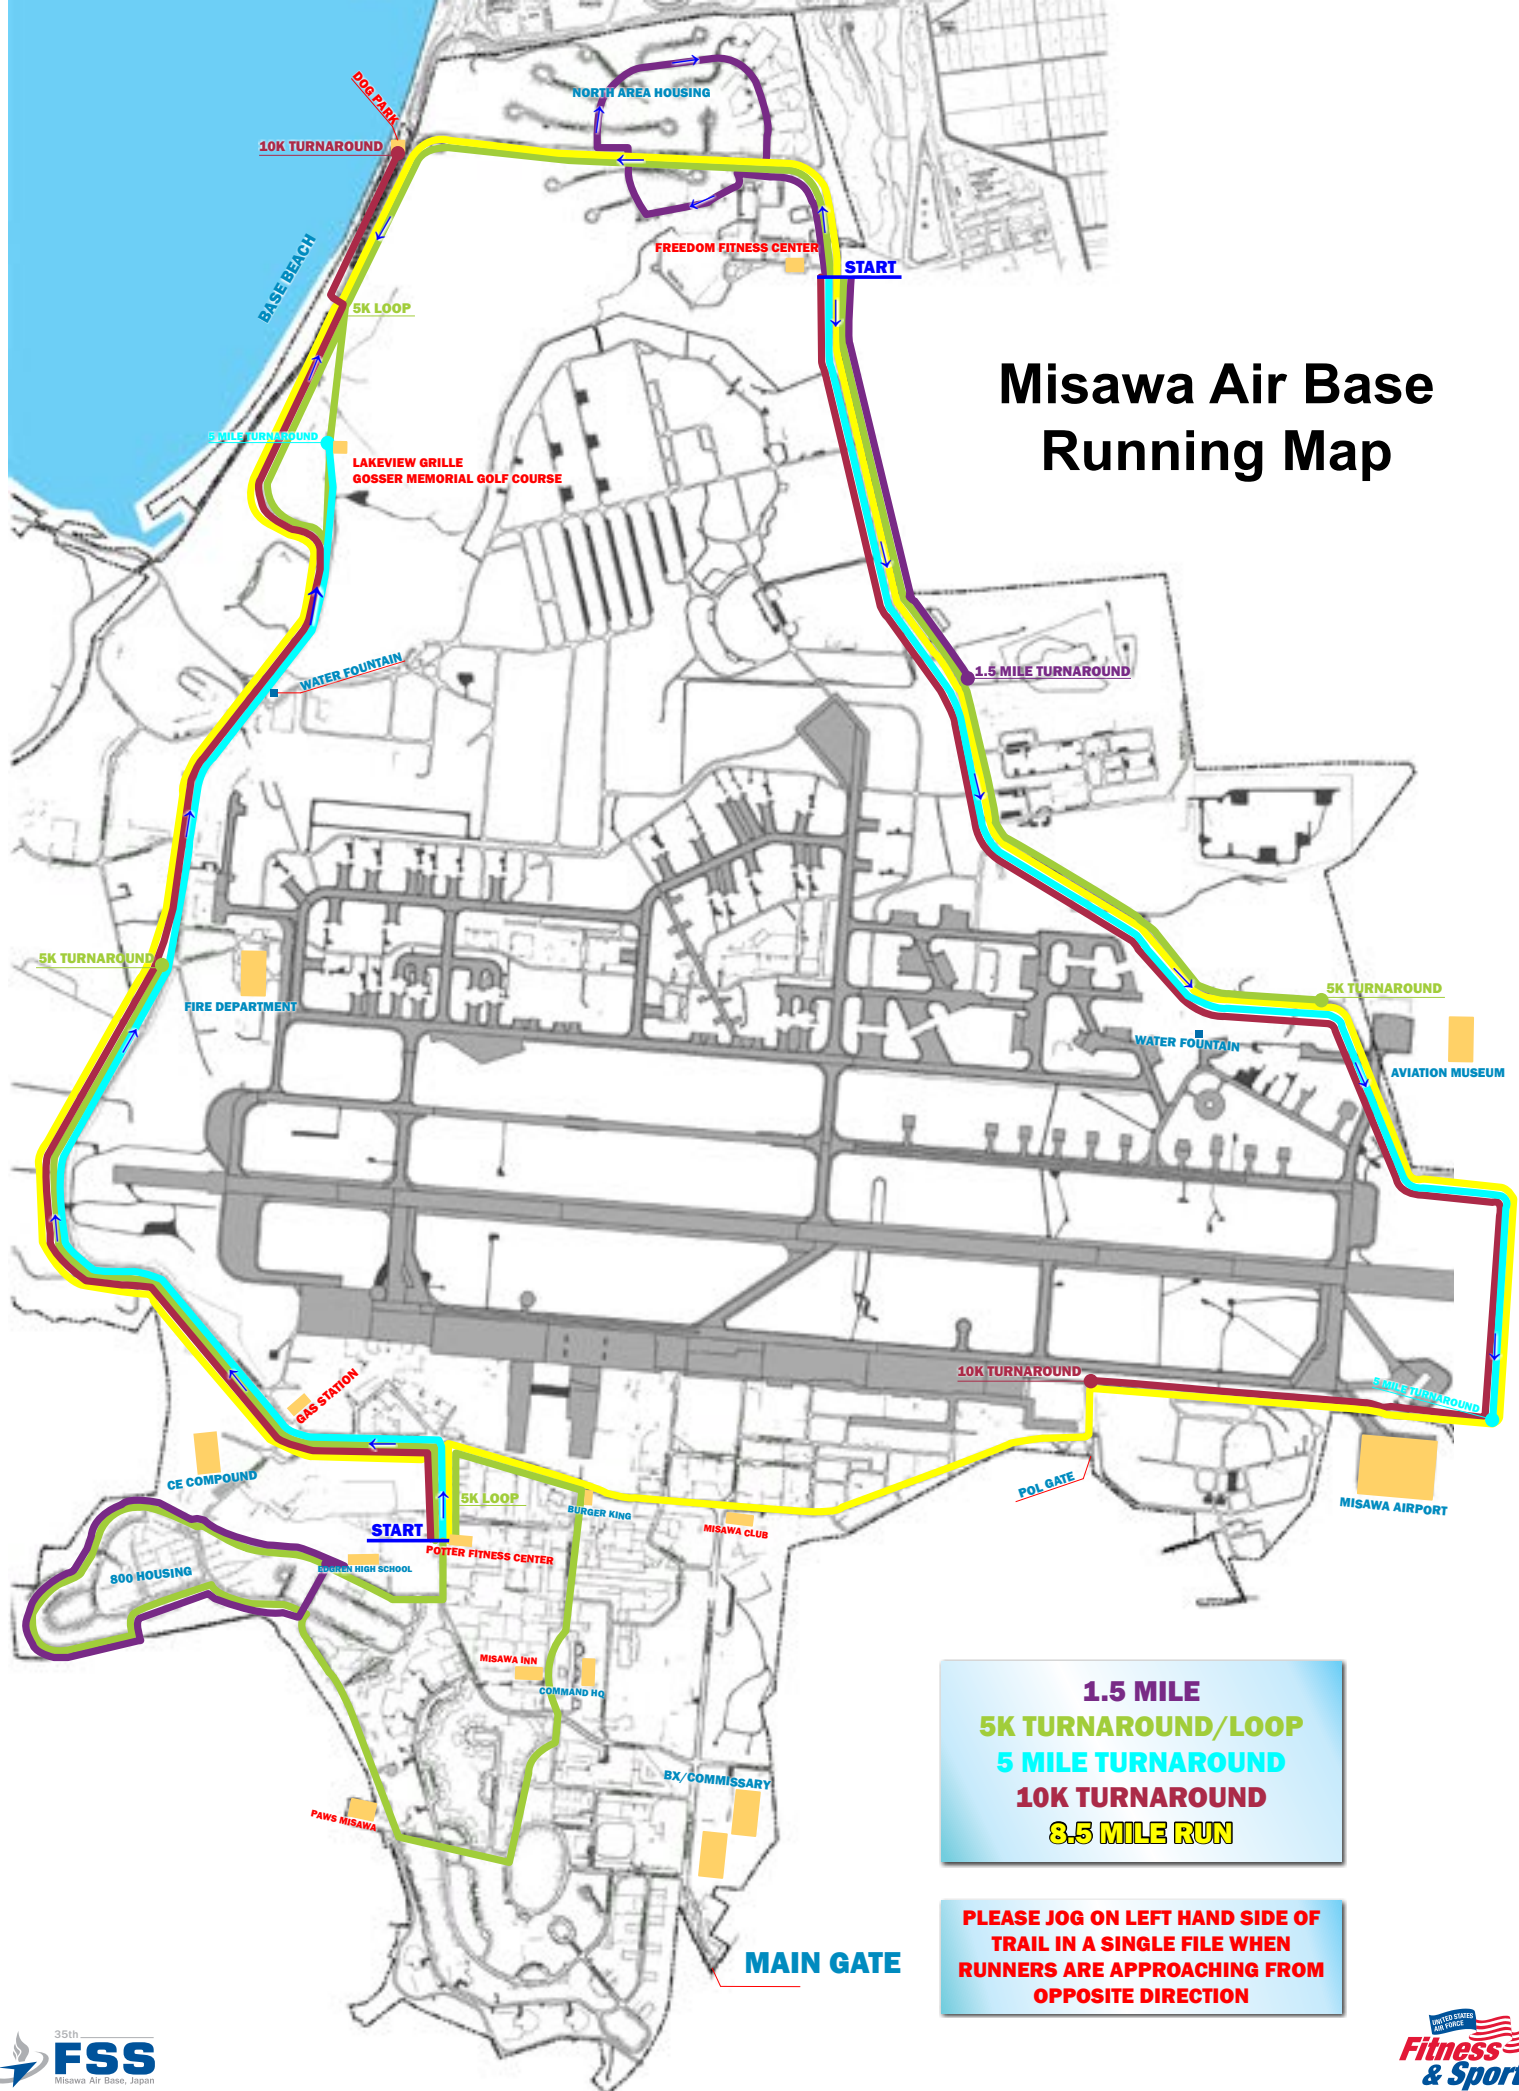 DOG PARK
10K TURNAROUND
NORTH AREA HOUSING
BASE BEACH
FREEDOM FITNESS CENTER
START
5K LOOP
Misawa Air Base
Running Map
5 MILE TURNAROUND
LAKEVIEW GRILLE
GOSSER MEMORIAL GOLF COURSE
WATER FOUNTAIN
1.5 MILE TURNAROUND
5K TURNAROUND
FIRE DEPARTMENT
5K TURNAROUND
WATER FOUNTAIN
AVIATION MUSEUM
10K TURNAROUND
5 MILE TURNAROUND
GAS STATION
CE COMPOUND
POL GATE
MISAWA AIRPORT
5K LOOP
BURGER KING
MISAWA CLUB
START
POTTER FITNESS CENTER
EDGREN HIGH SCHOOL
800 HOUSING
MISAWA INN
COMMAND HQ
BX/COMMISSARY
PAWS MISAWA
1.5 MILE
5K TURNAROUND/LOOP
5 MILE TURNAROUND
10K TURNAROUND
8.5 MILE RUN
PLEASE JOG ON LEFT HAND SIDE OF
TRAIL IN A SINGLE FILE WHEN
RUNNERS ARE APPROACHING FROM
OPPOSITE DIRECTION
MAIN GATE
35th
FSS
Misawa Air Base, Japan
UNITED STATES
AIR FORCE
Fitness
& Sport